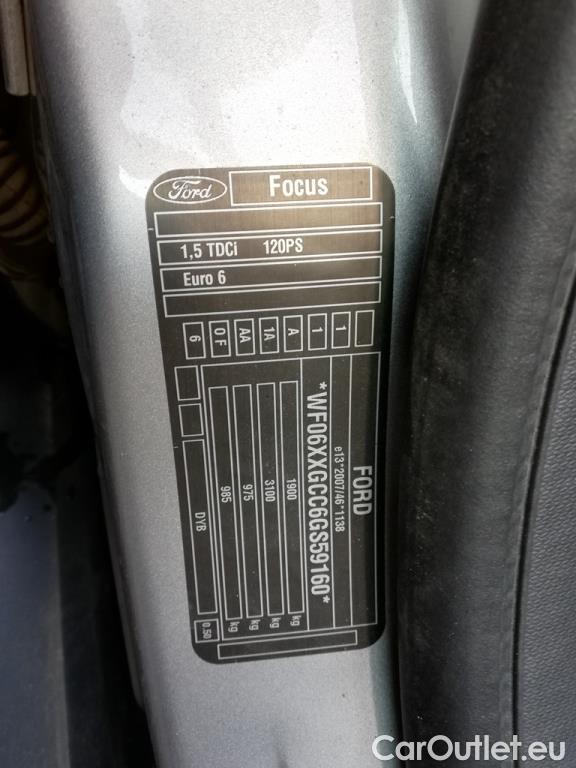 Ford
Focus
1,5 TDCi 120PS
Euro 6
6 0F AA 1A A 1 1
FORD
e13*2007/46*1138
*WF06XXGCC6GS59160*
1900 kg
3100 kg
975 kg
985 kg
DYB 0.50
CarOutlet.eu